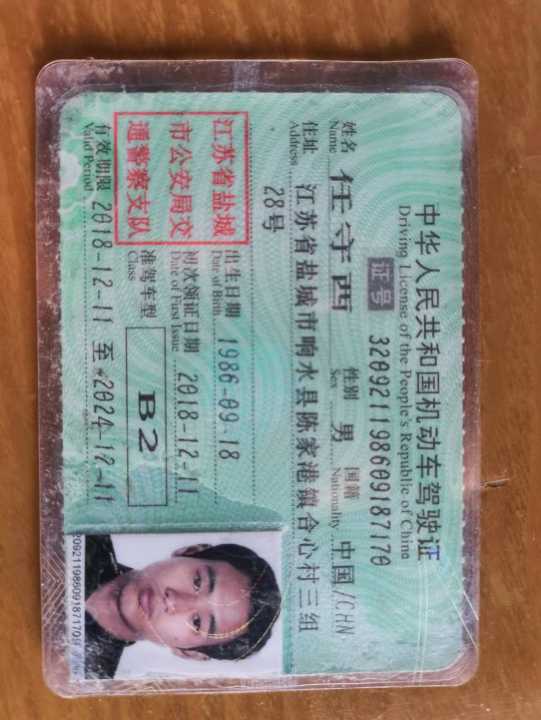 中华人民共和国机动车驾驶证
Driving License of the People's Republic of China
证号 320921198609187170
姓名 任守西 性别 男 国籍 中国/CHN
Name Sex Nationality
住址 江苏省盐城市响水县陈家港镇合心村三组
Address
28号
江苏省盐城
市公安局交
通警察支队
出生日期 1986-09-18
Date of Birth
初次领证日期 2018-12-11
Date of First Issue
准驾车型 B2
Class
有效期限 2018-12-11 至 2024-12-11
Valid Period